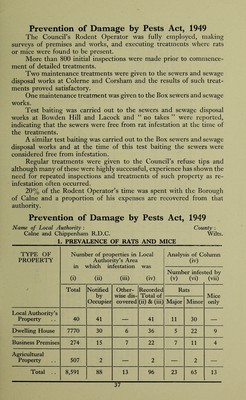 Prevention of Damage by Pests Act, 1949
The Council's Rodent Operator was fully employed, making
surveys of premises and works, and executing treatments where rats
or mice were found to be present.
More than 800 initial inspections were made prior to commence-
ment of detailed treatments.
Two maintenance treatments were given to the sewers and sewage
disposal works at Colerne and Corsham and the results of such treat-
ments proved satisfactory.
One maintenance treatment was given to the Box sewers and sewage
works.
Test baiting was carried out to the sewers and sewage disposal
works at Bowden Hill and Lacock and " no takes " were reported,
indicating that the sewers were free from rat infestation at the time of
the treatments.
A similar test baiting was carried out to the Box sewers and sewage
disposal works and at the time of this test baiting the sewers were
considered free from infestation.
Regular treatments were given to the Council's refuse tips and
although many of these were highly successful, experience has shown the
need for repeated inspections and treatments of such property as re-
infestation often occurred.
20% of the Rodent Operator's time was spent with the Borough
of Calne and a proportion of his expenses are recovered from that
authority.
Prevention of Damage by Pests Act, 1949
Name of Local Authority : County :
Calne and Chippenham R.D.C. Wilts.
1. PREVALENCE OF RATS AND MICE
TYPE OF PROPERTY Number of properties in Local Authority's Area in which infestation was Analysis of Column (iv)
Number infested by
(i) (ii) (iii) (iv) (v) (vi) (vii)
Total Notified by Occupier Other-wise dis-covered Recorded Total of (ii) & (iii) Rats Major Minor Mice only
Local Authority's Property .. 40 41 — 41 11 30 —
Dwelling House 7770 30 6 36 5 22 9
Business Premises 274 15 7 22 7 11 4
Agricultural Property .. 507 2 — 2 — 2 —
Total .. 8,591 88 13 96 23 65 13
37